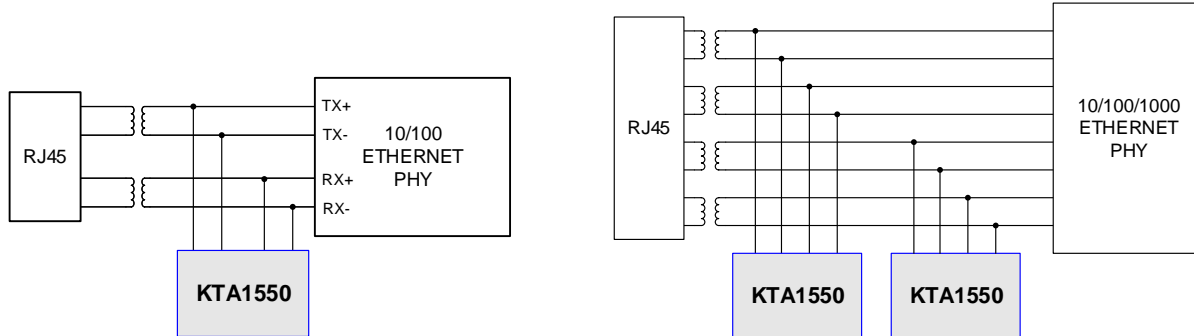 RJ45
TX+
TX-
RX+
RX-
10/100
ETHERNET
PHY
KTA1550
RJ45
10/100/1000
ETHERNET
PHY
KTA1550
KTA1550